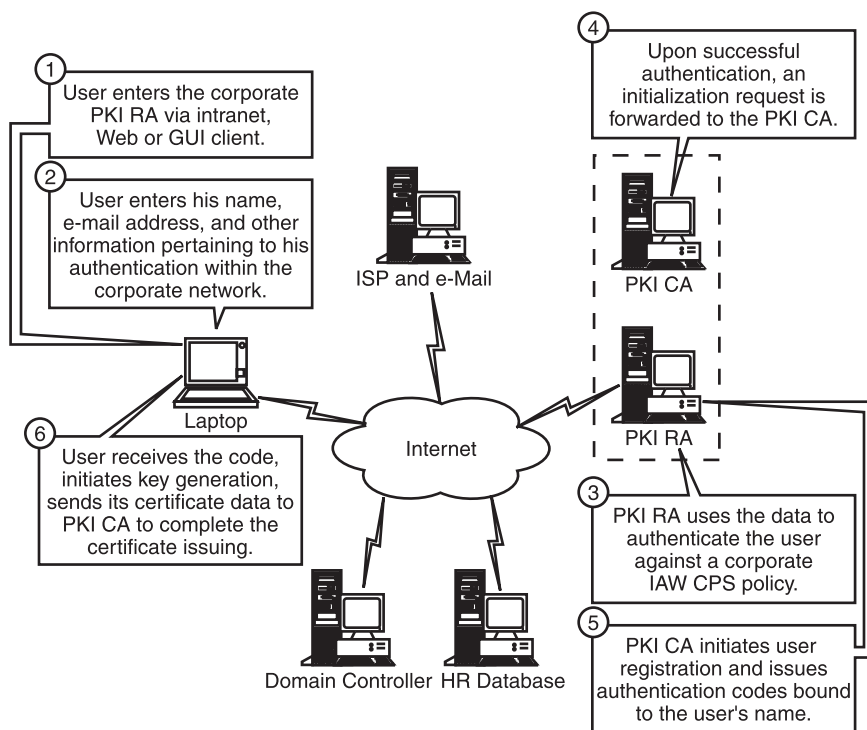 1
User enters the corporate
PKI RA via intranet,
Web or GUI client.
2
User enters his name,
e-mail address, and other
information pertaining to his
authentication within the
corporate network.
ISP and e-Mail
4
Upon successful
authentication, an
initialization request is
forwarded to the PKI CA.
PKI CA
PKI RA
Laptop
Internet
6
User receives the code,
initiates key generation,
sends its certificate data to
PKI CA to complete the
certificate issuing.
3
PKI RA uses the data to
authenticate the user
against a corporate
IAW CPS policy.
Domain Controller
HR Database
5
PKI CA initiates user
registration and issues
authentication codes bound
to the user's name.